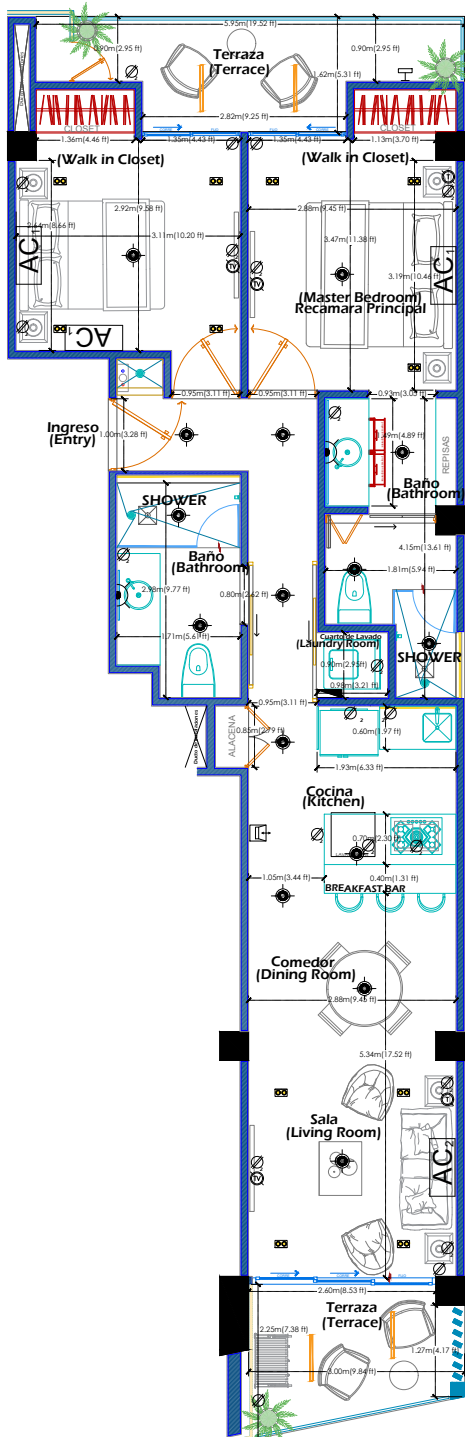 5.95m(19.52 ft)
0.90m(2.95 ft)
0.90m(2.95 ft)
Terraza
(Terrace)
1.62m(5.31 ft)
2.82m(9.25 ft)
CLOSET
CLOSET
1.36m(4.46 ft)
1.35m(4.43 ft)
1.35m(4.43 ft)
1.13m(3.70 ft)
(Walk in Closet)
(Walk in Closet)
2.92m(9.58 ft)
2.88m(9.45 ft)
2.64m(8.66 ft)
3.11m(10.20 ft)
3.47m(11.38 ft)
AC1
3.19m(10.46 ft)
AC1
(Master Bedroom)
Recamara Principal
AC1
0.95m(3.11 ft)
0.95m(3.11 ft)
0.93m(3.05 ft)
Ingreso
(Entry)
1.00m(3.28 ft)
1.49m(4.89 ft)
REPISAS
Baño
(Bathroom)
SHOWER
4.15m(13.61 ft)
Baño
(Bathroom)
1.81m(5.94 ft)
2.98m(9.77 ft)
0.80m(2.62 ft)
1.71m(5.61 ft)
Cuarto de Lavado
(Laundry Room)
SHOWER
0.90m(2.95 ft)
0.98m(3.21 ft)
0.95m(3.11 ft)
ALACENA
0.85m(2.79 ft)
0.60m(1.97 ft)
1.93m(6.33 ft)
Cocina
(Kitchen)
0.70m(2.30 ft)
1.05m(3.44 ft)
0.40m(1.31 ft)
BREAKFAST BAR
Comedor
(Dining Room)
2.88m(9.45 ft)
5.34m(17.52 ft)
Sala
(Living Room)
AC2
2.60m(8.53 ft)
Terraza
(Terrace)
2.25m(7.38 ft)
1.27m(4.17 ft)
3.00m(9.84 ft)